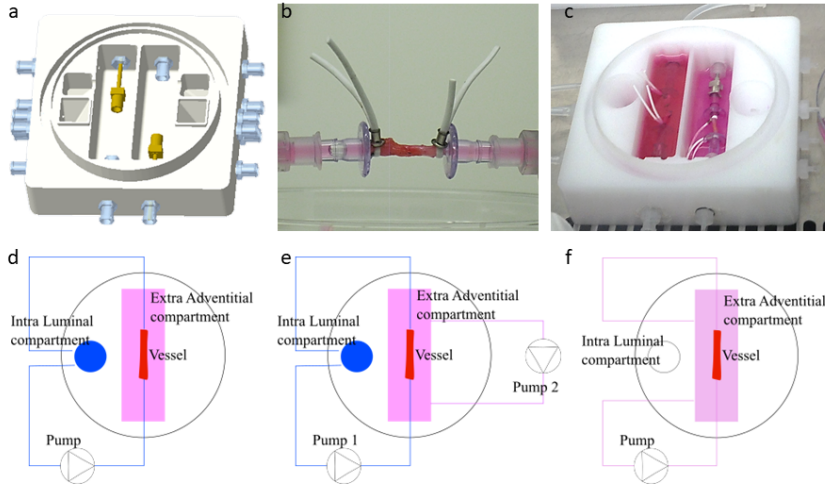 a
b
c
d
Extra Adventitial
compartment
Intra Luminal
compartment
Vessel
Pump
e
Extra Adventitial
compartment
Intra Luminal
compartment
Vessel
Pump 2
Pump 1
f
Extra Adventitial
compartment
Intra Luminal
compartment
Vessel
Pump